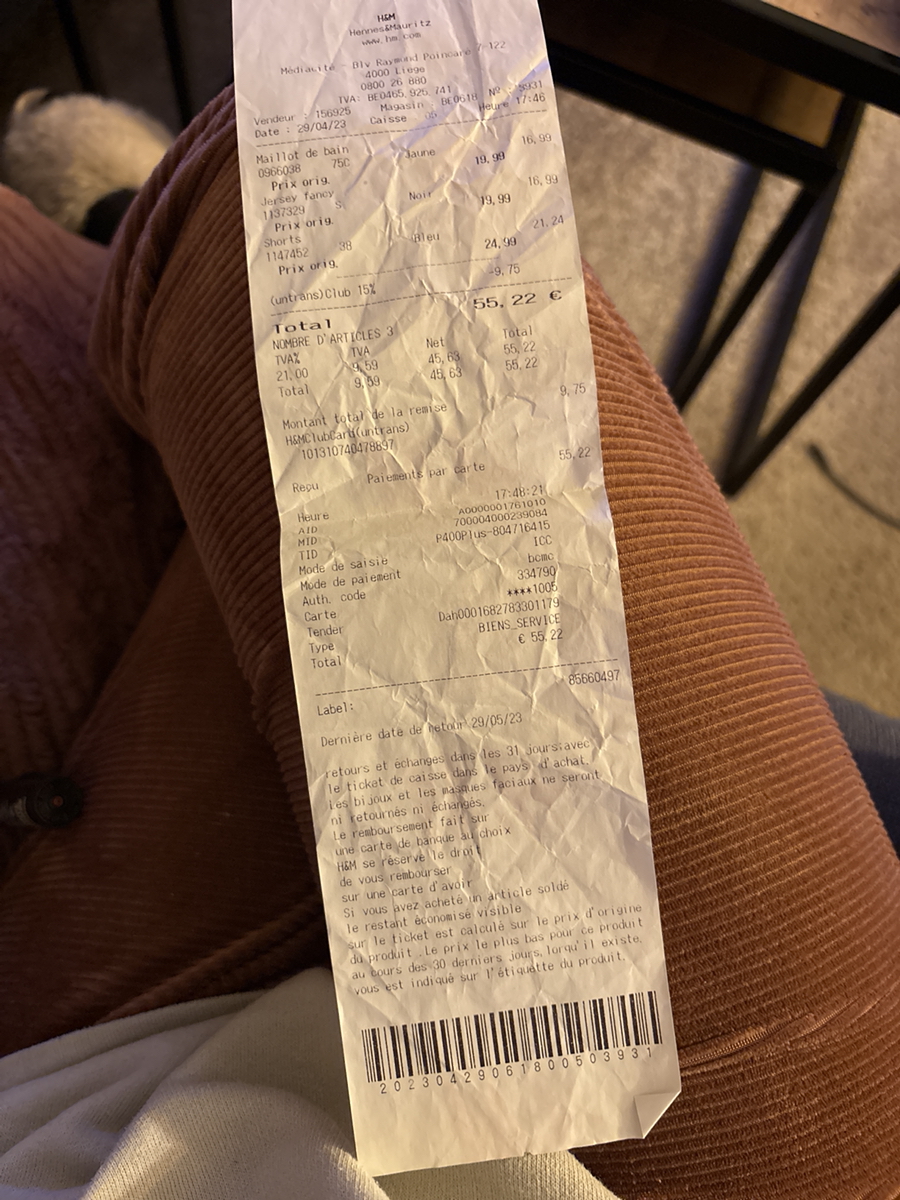 H&M
Hennes&Mauritz
www.hm.com
Médiacité - Blv Raymond Poincaré 7-122
4000 Liege
0800 26 880
TVA: BE0465.925.741
Vendeur : 156925 Magasin : BE0618 Nº : 3931
Date : 29/04/23 Caisse 05 Heure 17:46
Maillot de bain 16,99
0966038 75C Jaune
Prix orig. 19,99
Jersey fancy 16,99
1137329 S Noir
Prix orig. 19,99
Shorts 21,24
1147452 38 Bleu
Prix orig. 24,99
(untrans)Club 15% -9,75
Total 55,22 €
NOMBRE D'ARTICLES 3
TVA% TVA Net Total
21,00 9,59 45,63 55,22
Total 9,59 45,63 55,22
Montant total de la remise 9,75
H&MClubCard(untrans)
101310740478897
Reçu Paiements par carte 55,22
Heure 17:48:21
AID A0000001761010
MID 700004000239084
TID P400Plus-804716415
Mode de saisie ICC
Mode de paiement bcmc
Auth. code 334790
Carte ****1005
Tender Dah0001682783301179
Type BIENS_SERVICE
Total € 55,22
Label: 85660497
Dernière date de retour 29/05/23
retours et échanges dans les 31 jours:avec
le ticket de caisse dans le pays d'achat.
Les bijoux et les masques faciaux ne seront
ni retournés ni échangés.
Le remboursement fait sur
une carte de banque au choix
H&M se réserve le droit
de vous rembourser
sur une carte d'avoir
Si vous avez acheté un article soldé
le restant économisé visible
sur le ticket est calculé sur le prix d'origine
du produit .Le prix le plus bas pour ce produit
au cours des 30 derniers jours, lorqu'il existe,
vous est indiqué sur l'étiquette du produit.
20230429061800503931